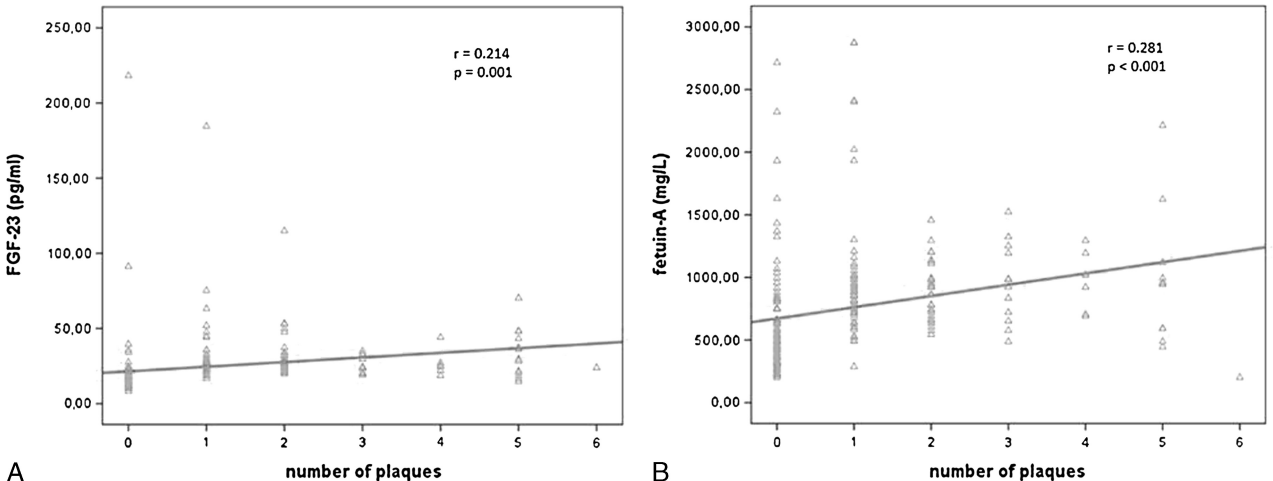 250,00
200,00
150,00
100,00
50,00
0,00
FGF-23 (pg/ml)
r = 0.214
p = 0.001
0 1 2 3 4 5 6
number of plaques
A
3000,00
2500,00
2000,00
1500,00
1000,00
500,00
0,00
fetuin-A (mg/L)
r = 0.281
p < 0.001
0 1 2 3 4 5 6
number of plaques
B